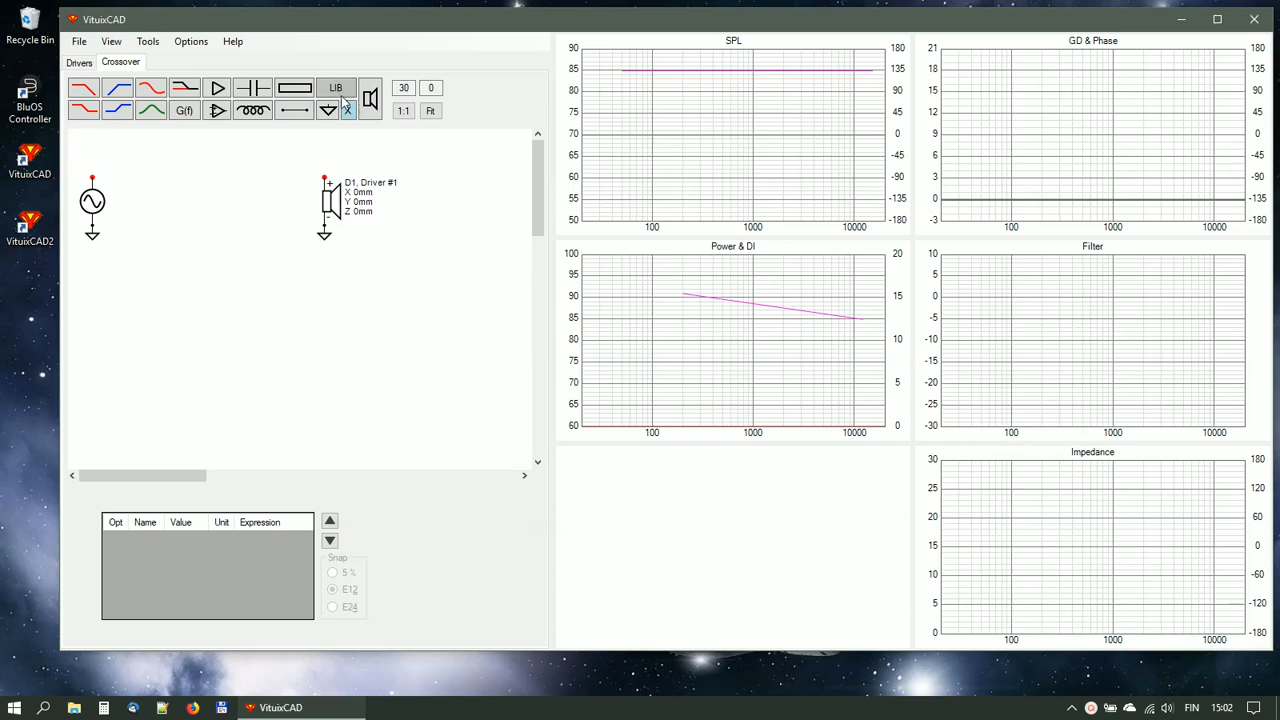 Recycle Bin
BluOS
Controller
VituixCAD
VituixCAD2
VituixCAD
File View Tools Options Help
Drivers Crossover
LIB 30 0
G(f) X 1:1 Fit
D1, Driver #1
X 0mm
Y 0mm
Z 0mm
+
-
Opt Name Value Unit Expression
Snap
5 %
E12
E24
SPL
90 180
85 135
80 90
75 45
70 0
65 -45
60 -90
55 -135
50 -180
100 1000 10000
GD & Phase
21 180
18 135
15 90
12 45
9 0
6 -45
3 -90
0 -135
-3 -180
100 1000 10000
Power & DI
100 20
95
90 15
85
80 10
75
70 5
65
60 0
100 1000 10000
Filter
10
5
0
-5
-10
-15
-20
-25
-30
100 1000 10000
Impedance
30 180
25 120
20 60
15 0
10 -60
5 -120
0 -180
100 1000 10000
VituixCAD
FIN 15:02